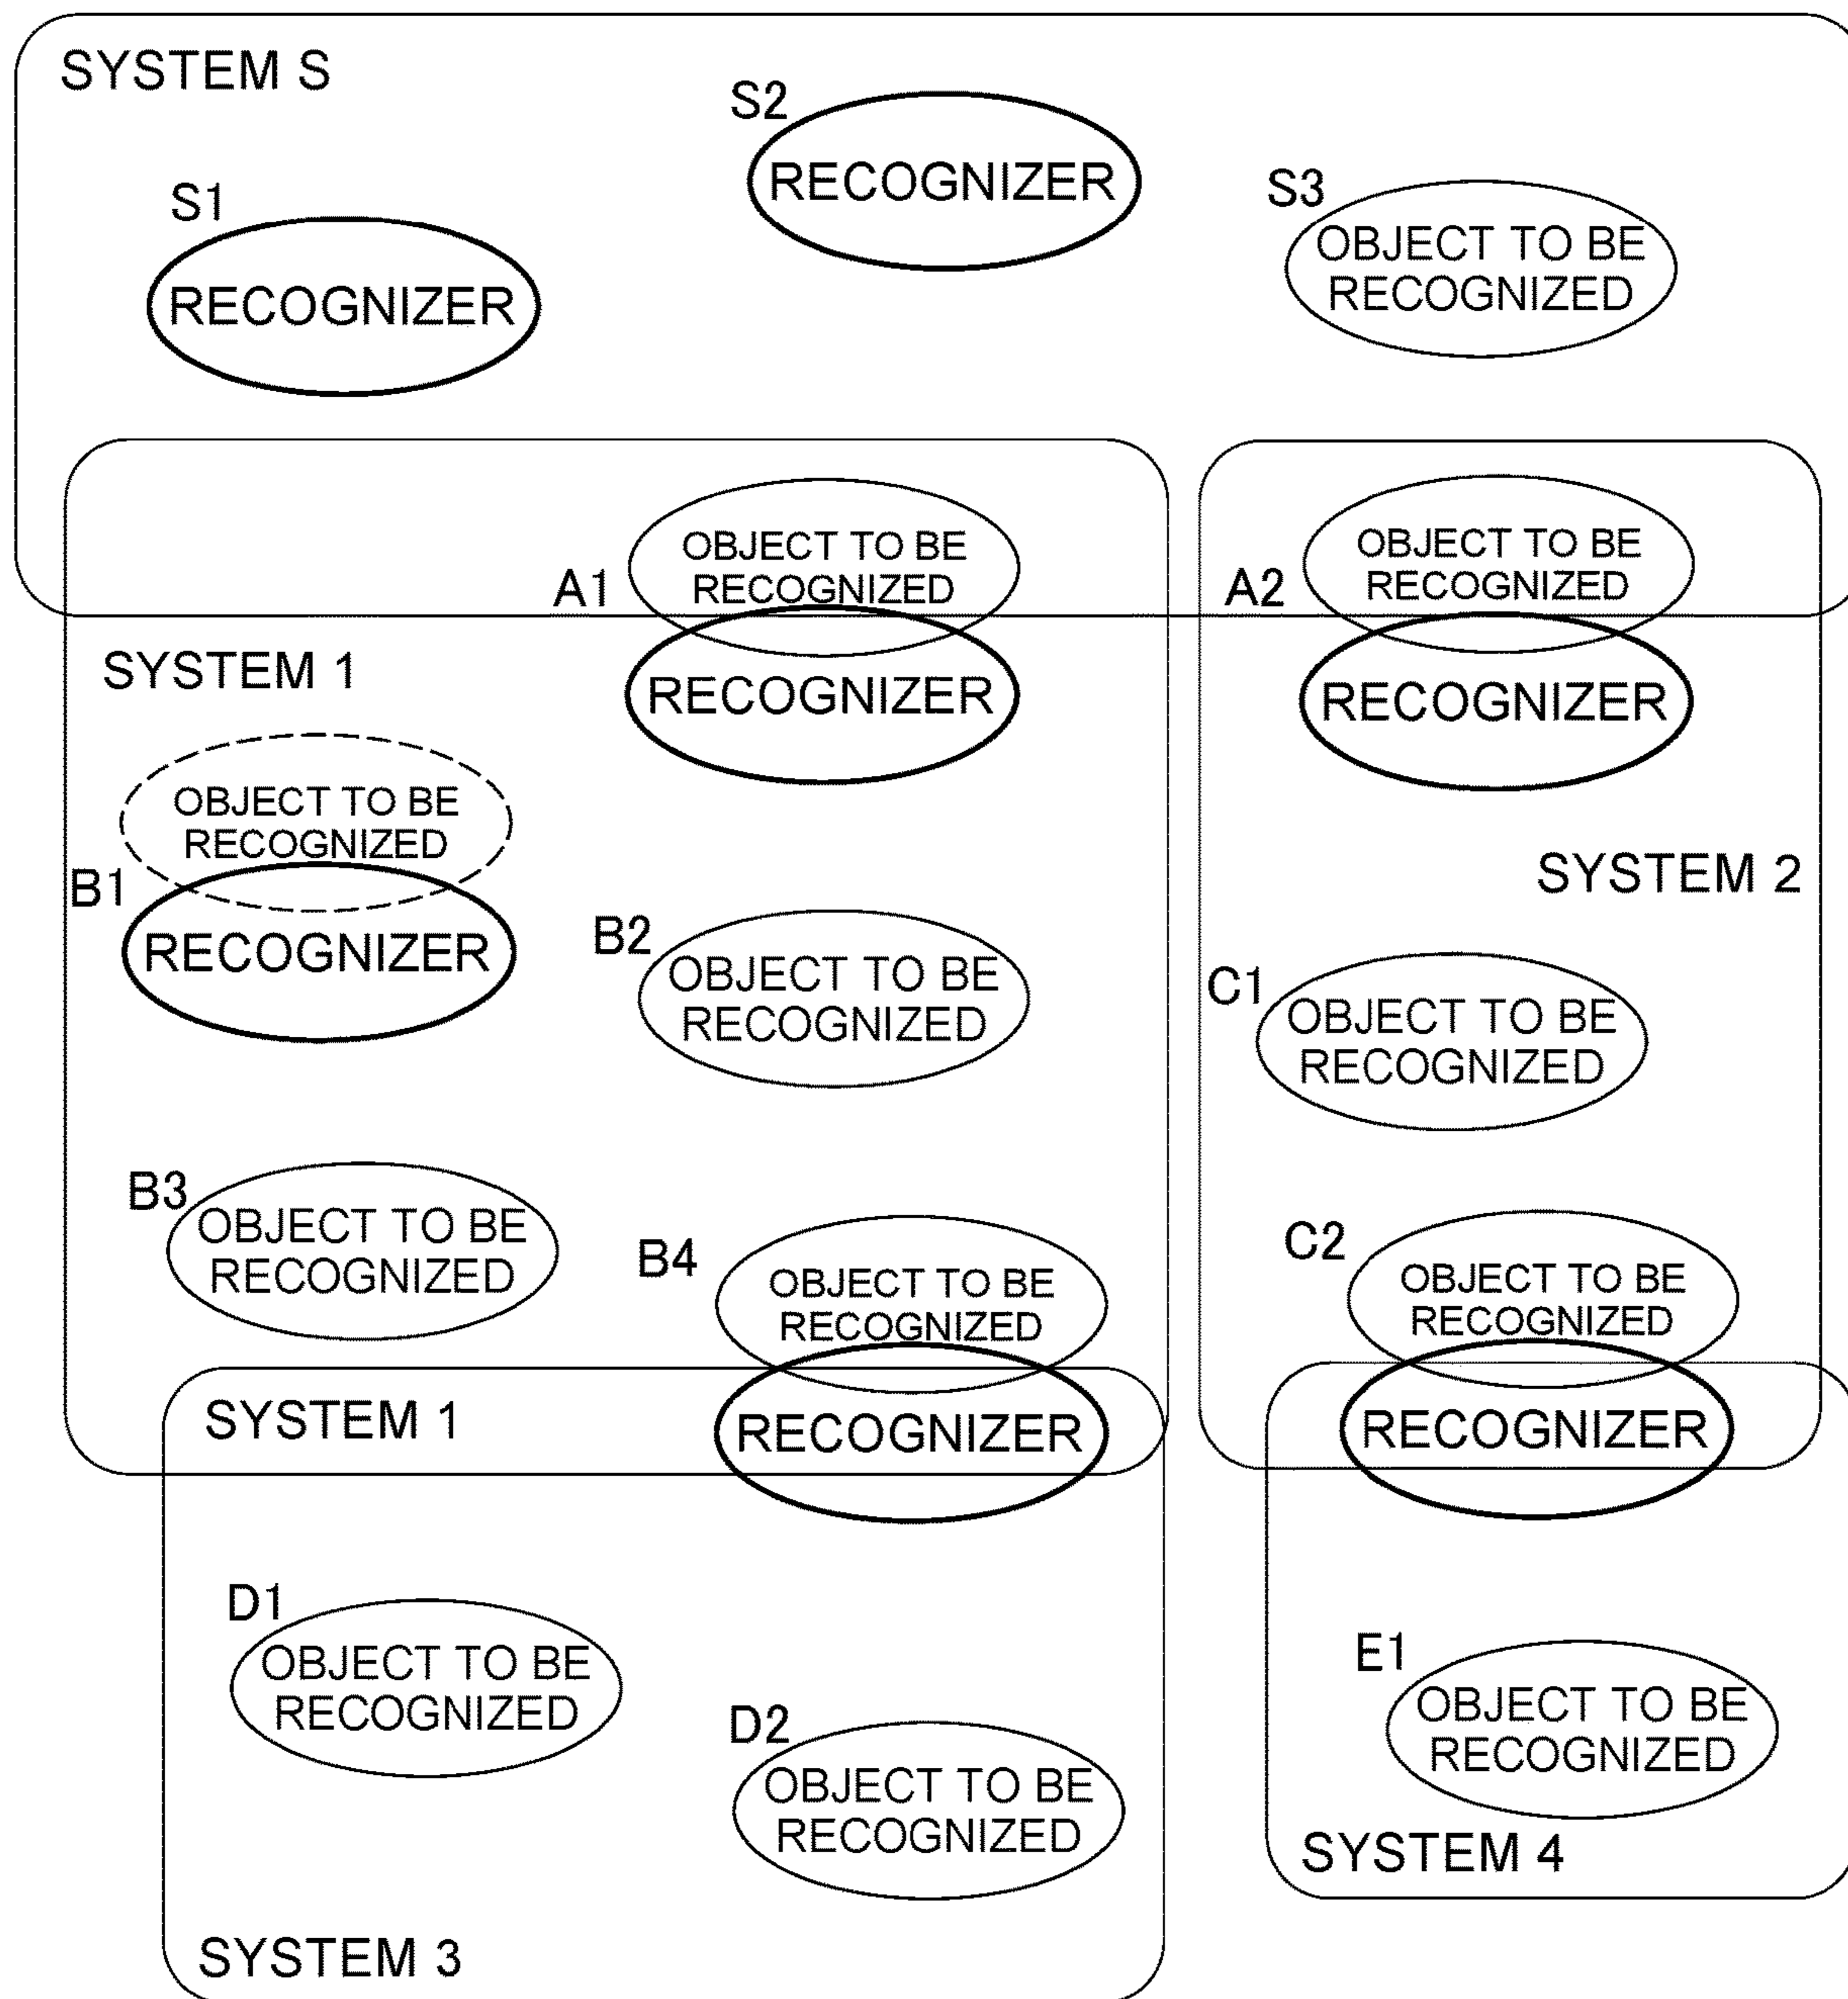 SYSTEM S
S2
RECOGNIZER
S1
RECOGNIZER
S3
OBJECT TO BE
RECOGNIZED
A1
OBJECT TO BE
RECOGNIZED
RECOGNIZER
A2
OBJECT TO BE
RECOGNIZED
RECOGNIZER
SYSTEM 1
B1
OBJECT TO BE
RECOGNIZED
RECOGNIZER
SYSTEM 2
B2
OBJECT TO BE
RECOGNIZED
C1
OBJECT TO BE
RECOGNIZED
B3
OBJECT TO BE
RECOGNIZED
B4
OBJECT TO BE
RECOGNIZED
RECOGNIZER
C2
OBJECT TO BE
RECOGNIZED
RECOGNIZER
SYSTEM 1
D1
OBJECT TO BE
RECOGNIZED
D2
OBJECT TO BE
RECOGNIZED
E1
OBJECT TO BE
RECOGNIZED
SYSTEM 4
SYSTEM 3